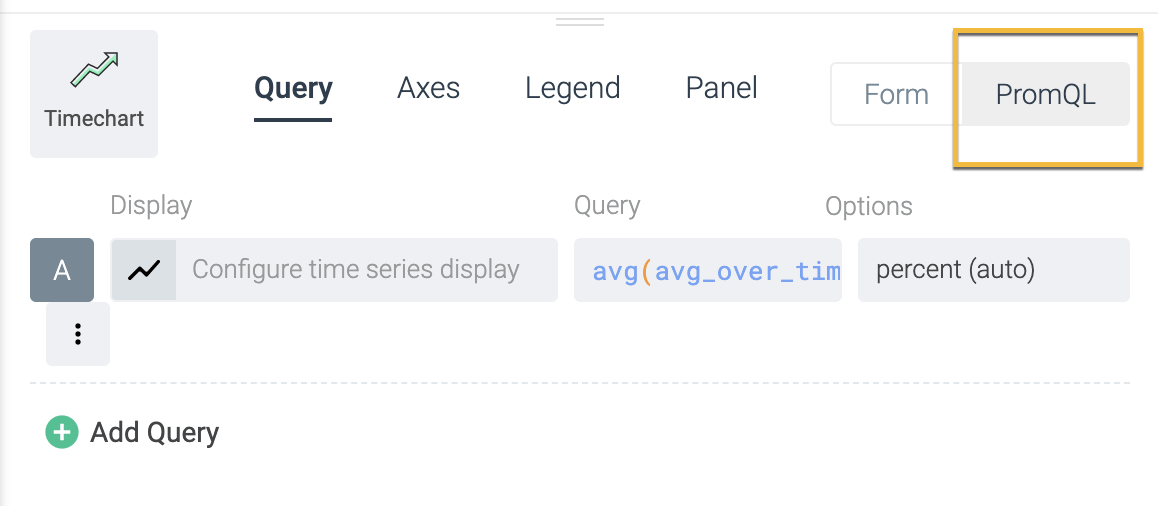 Timechart
Query Axes Legend Panel
Form PromQL
Display Query Options
A Configure time series display avg(avg_over_tim percent (auto)
Add Query